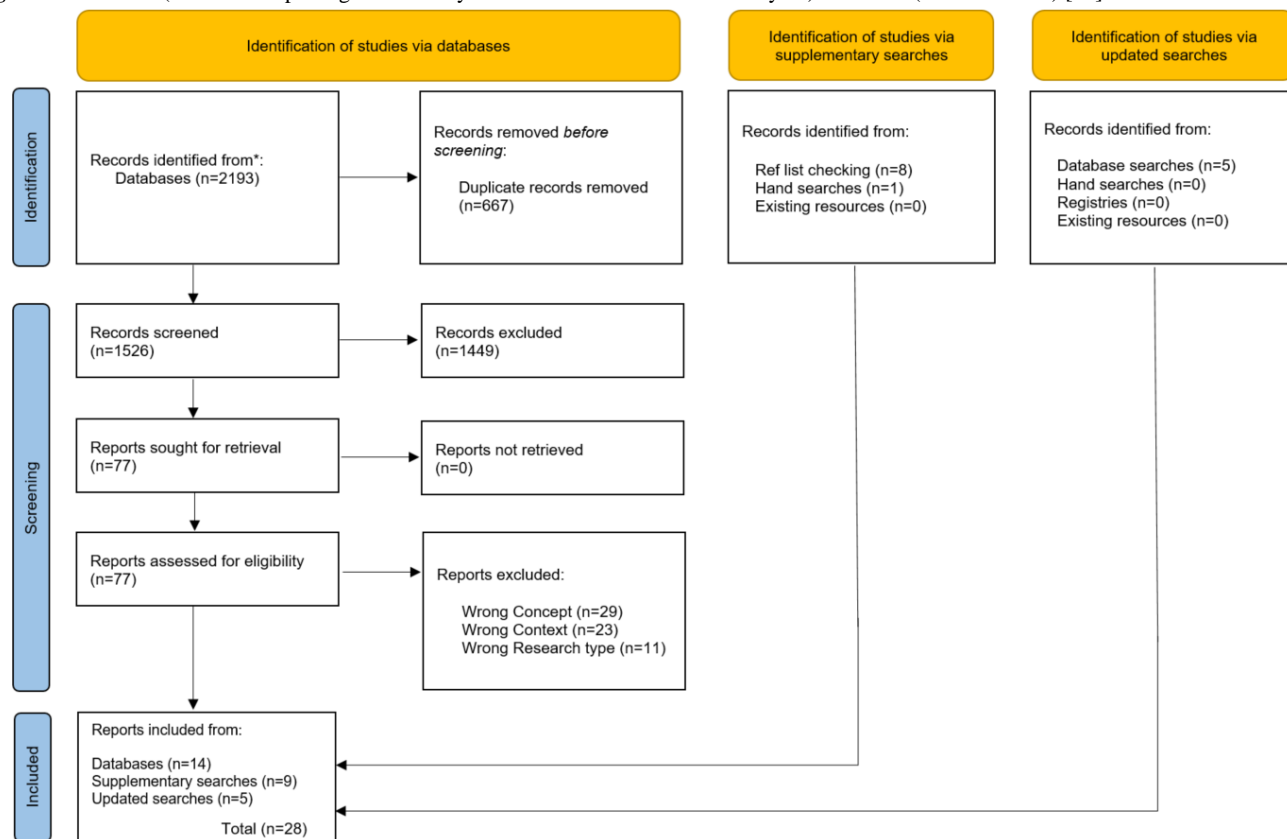 Identification of studies via databases
Identification of studies via
supplementary searches
Identification of studies via
updated searches
Identification
Records identified from*:
Databases (n=2193)
Records removed before
screening:
Duplicate records removed
(n=667)
Records identified from:
Ref list checking (n=8)
Hand searches (n=1)
Existing resources (n=0)
Records identified from:
Database searches (n=5)
Hand searches (n=0)
Registries (n=0)
Existing resources (n=0)
Screening
Records screened
(n=1526)
Records excluded
(n=1449)
Reports sought for retrieval
(n=77)
Reports not retrieved
(n=0)
Reports assessed for eligibility
(n=77)
Reports excluded:
Wrong Concept (n=29)
Wrong Context (n=23)
Wrong Research type (n=11)
Included
Reports included from:
Databases (n=14)
Supplementary searches (n=9)
Updated searches (n=5)
Total (n=28)